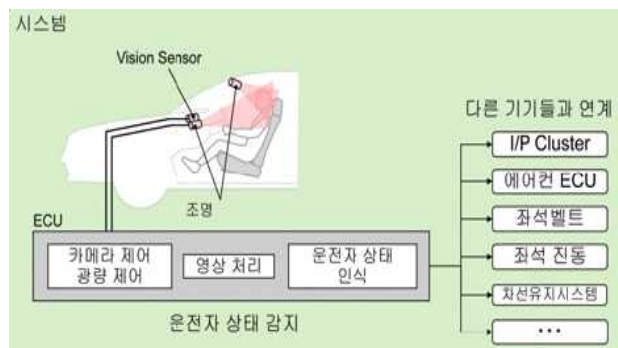 시스템
Vision Sensor
조명
다른 기기들과 연계
I/P Cluster
에어컨 ECU
좌석벨트
좌석 진동
차선유지시스템
...
ECU
카메라 제어
광량 제어
영상 처리
운전자 상태
인식
운전자 상태 감지